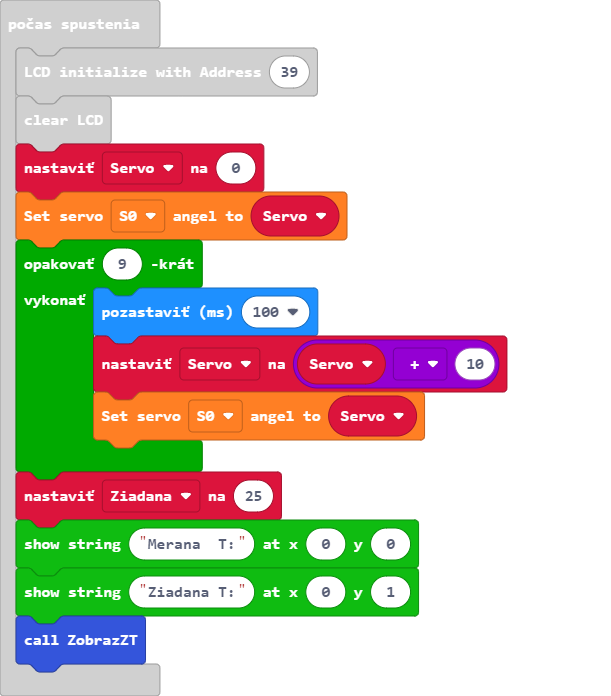 počas spustenia
LCD initialize with Address 39
clear LCD
nastaviť Servo na 0
Set servo S0 angel to Servo
opakovať 9 -krát
vykonať
pozastaviť (ms) 100
nastaviť Servo na Servo + 10
Set servo S0 angel to Servo
nastaviť Ziadana na 25
show string "Merana  T:" at x 0 y 0
show string "Ziadana T:" at x 0 y 1
call ZobrazZT